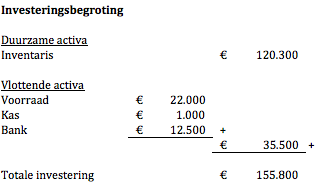 Investeringsbegroting
Duurzame activa
Inventaris € 120.300
Vlottende activa
Voorraad € 22.000
Kas € 1.000
Bank € 12.500 +
€ 35.500 +
Totale investering € 155.800